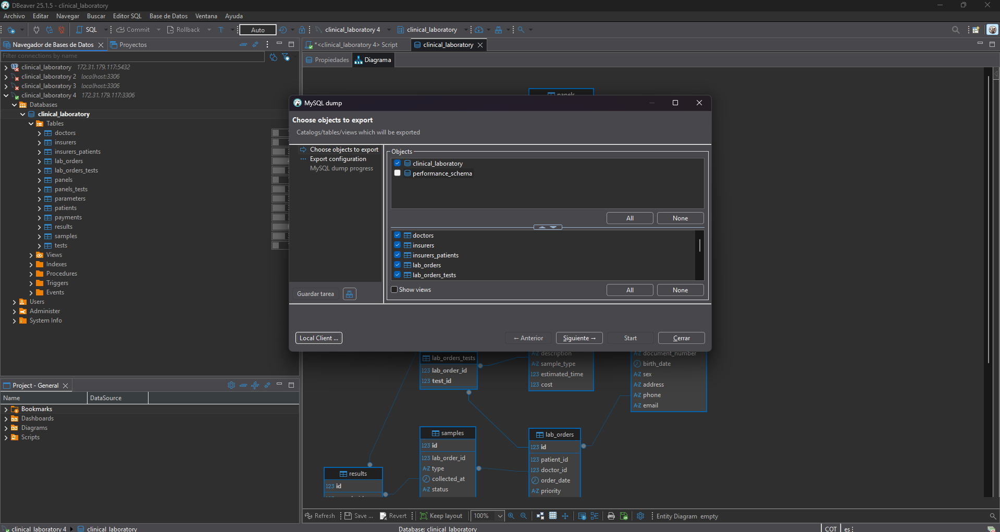 DBeaver 25.1.5 - clinical_laboratory
Archivo Editar Navegar Buscar Editor SQL Base de Datos Ventana Ayuda
SQL Commit Rollback T Auto clinical_laboratory 4 clinical_laboratory
Navegador de Bases de Datos Proyectos
Filter connections by name
clinical_laboratory 172.31.179.117:5432
clinical_laboratory 2 localhost:3306
clinical_laboratory 3 localhost:3306
clinical_laboratory 4 172.31.179.117:3306
Databases
clinical_laboratory
Tables
doctors
insurers
insurers_patients
lab_orders
lab_orders_tests
panels
panels_tests
parameters
patients
payments
results
samples
tests
Views
Indexes
Procedures
Triggers
Events
Users
Administer
System Info
Project - General
Name DataSource
Bookmarks
Dashboards
Diagrams
Scripts
*<clinical_laboratory 4> Script clinical_laboratory
Propiedades Diagrama
panels
MySQL dump
Choose objects to export
Catalogs/tables/views which will be exported
Choose objects to export
Export configuration
MySQL dump progress
Guardar tarea
Objects
clinical_laboratory
performance_schema
All None
doctors
insurers
insurers_patients
lab_orders
lab_orders_tests
Show views
All None
Local Client ... ← Anterior Siguiente → Start Cerrar
lab_orders_tests
123 lab_order_id
123 test_id
A-Z description
A-Z sample_type
123 estimated_time
123 cost
A-Z document_number
birth_date
A-Z sex
A-Z address
A-Z phone
A-Z email
samples
123 id
123 lab_order_id
A-Z type
collected_at
A-Z status
lab_orders
123 id
123 patient_id
123 doctor_id
order_date
A-Z priority
results
123 id
Refresh Save ... Revert Keep layout 100% Entity Diagram empty
clinical_laboratory 4 clinical_laboratory Database: clinical_laboratory COT es